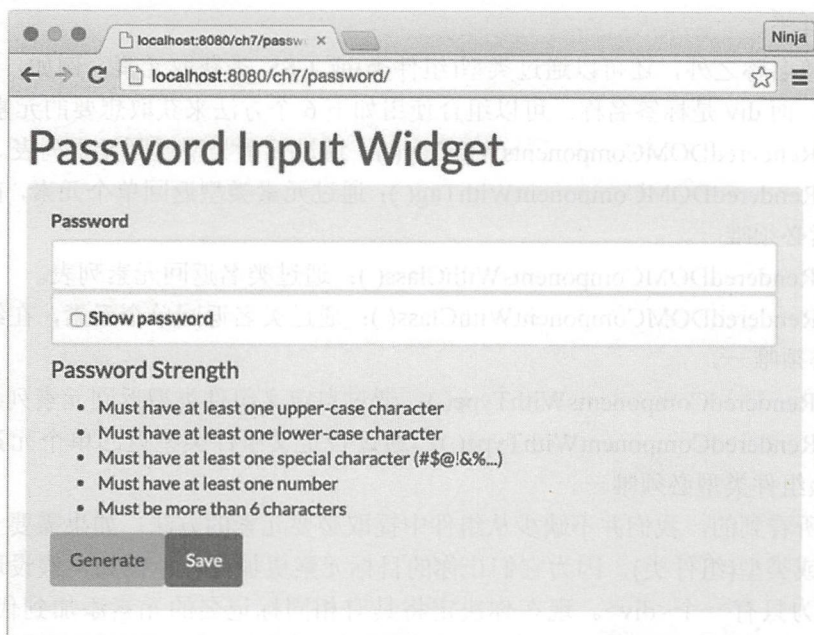 localhost:8080/ch7/passw
Ninja
localhost:8080/ch7/password/
Password Input Widget
Password
Show password
Password Strength
Must have at least one upper-case character
Must have at least one lower-case character
Must have at least one special character (#$@!&%...)
Must have at least one number
Must be more than 6 characters
Generate
Save